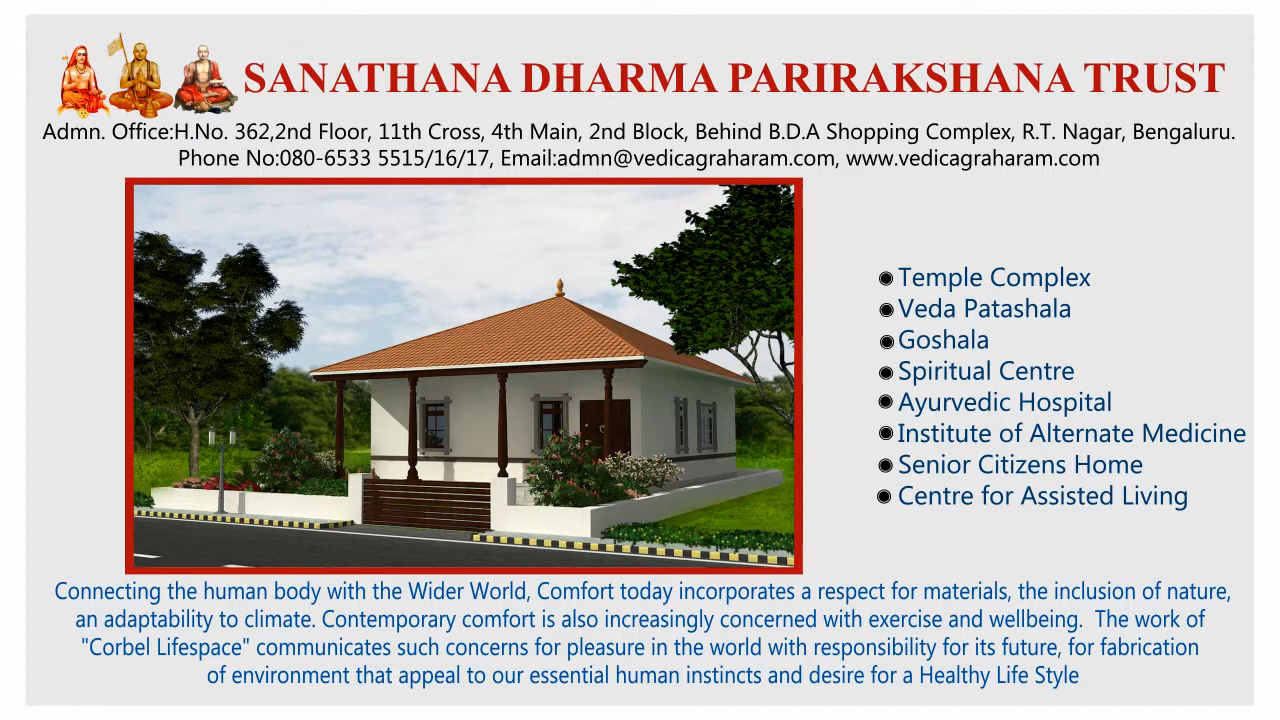 SANATHANA DHARMA PARIRAKSHANA TRUST
Admn. Office:H.No. 362,2nd Floor, 11th Cross, 4th Main, 2nd Block, Behind B.D.A Shopping Complex, R.T. Nagar, Bengaluru.
Phone No:080-6533 5515/16/17, Email:admn@vedicagraharam.com, www.vedicagraharam.com
◉ Temple Complex
◉ Veda Patashala
◉ Goshala
◉ Spiritual Centre
◉ Ayurvedic Hospital
◉ Institute of Alternate Medicine
◉ Senior Citizens Home
◉ Centre for Assisted Living
Connecting the human body with the Wider World, Comfort today incorporates a respect for materials, the inclusion of nature,
an adaptability to climate. Contemporary comfort is also increasingly concerned with exercise and wellbeing.  The work of
"Corbel Lifespace" communicates such concerns for pleasure in the world with responsibility for its future, for fabrication
of environment that appeal to our essential human instincts and desire for a Healthy Life Style